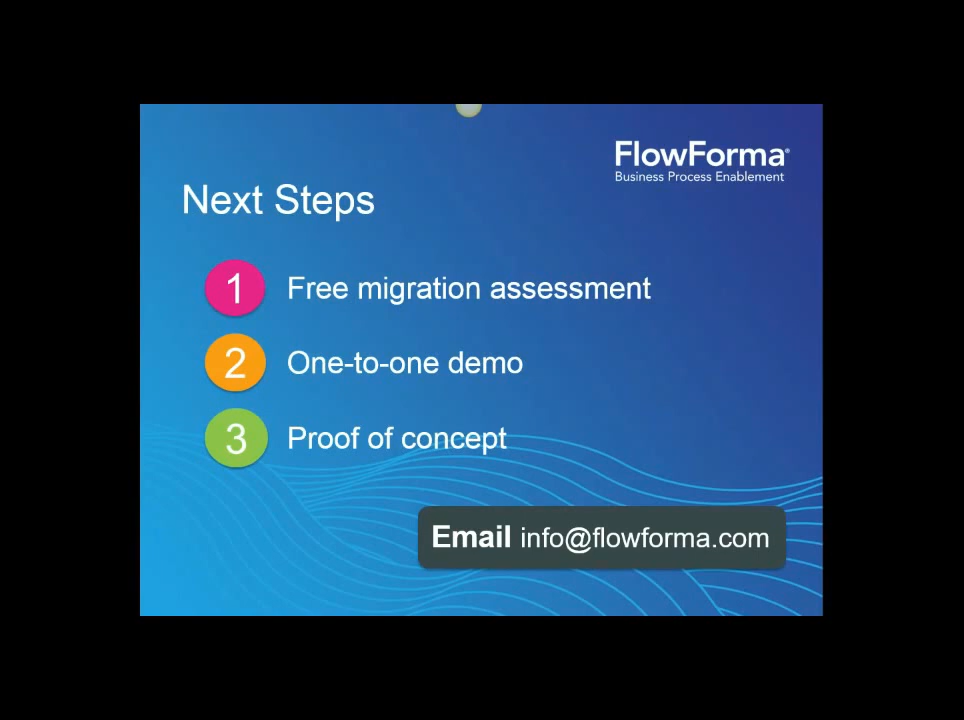 FlowForma®
Business Process Enablement
Next Steps
1 Free migration assessment
2 One-to-one demo
3 Proof of concept
Email info@flowforma.com